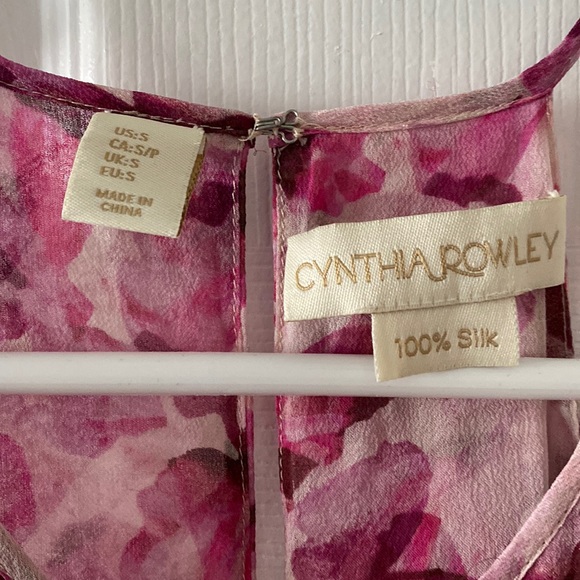 US:S
CA:S/P
UK:S
EU:S
MADE IN
CHINA
CYNTHIA ROWLEY
100% Silk